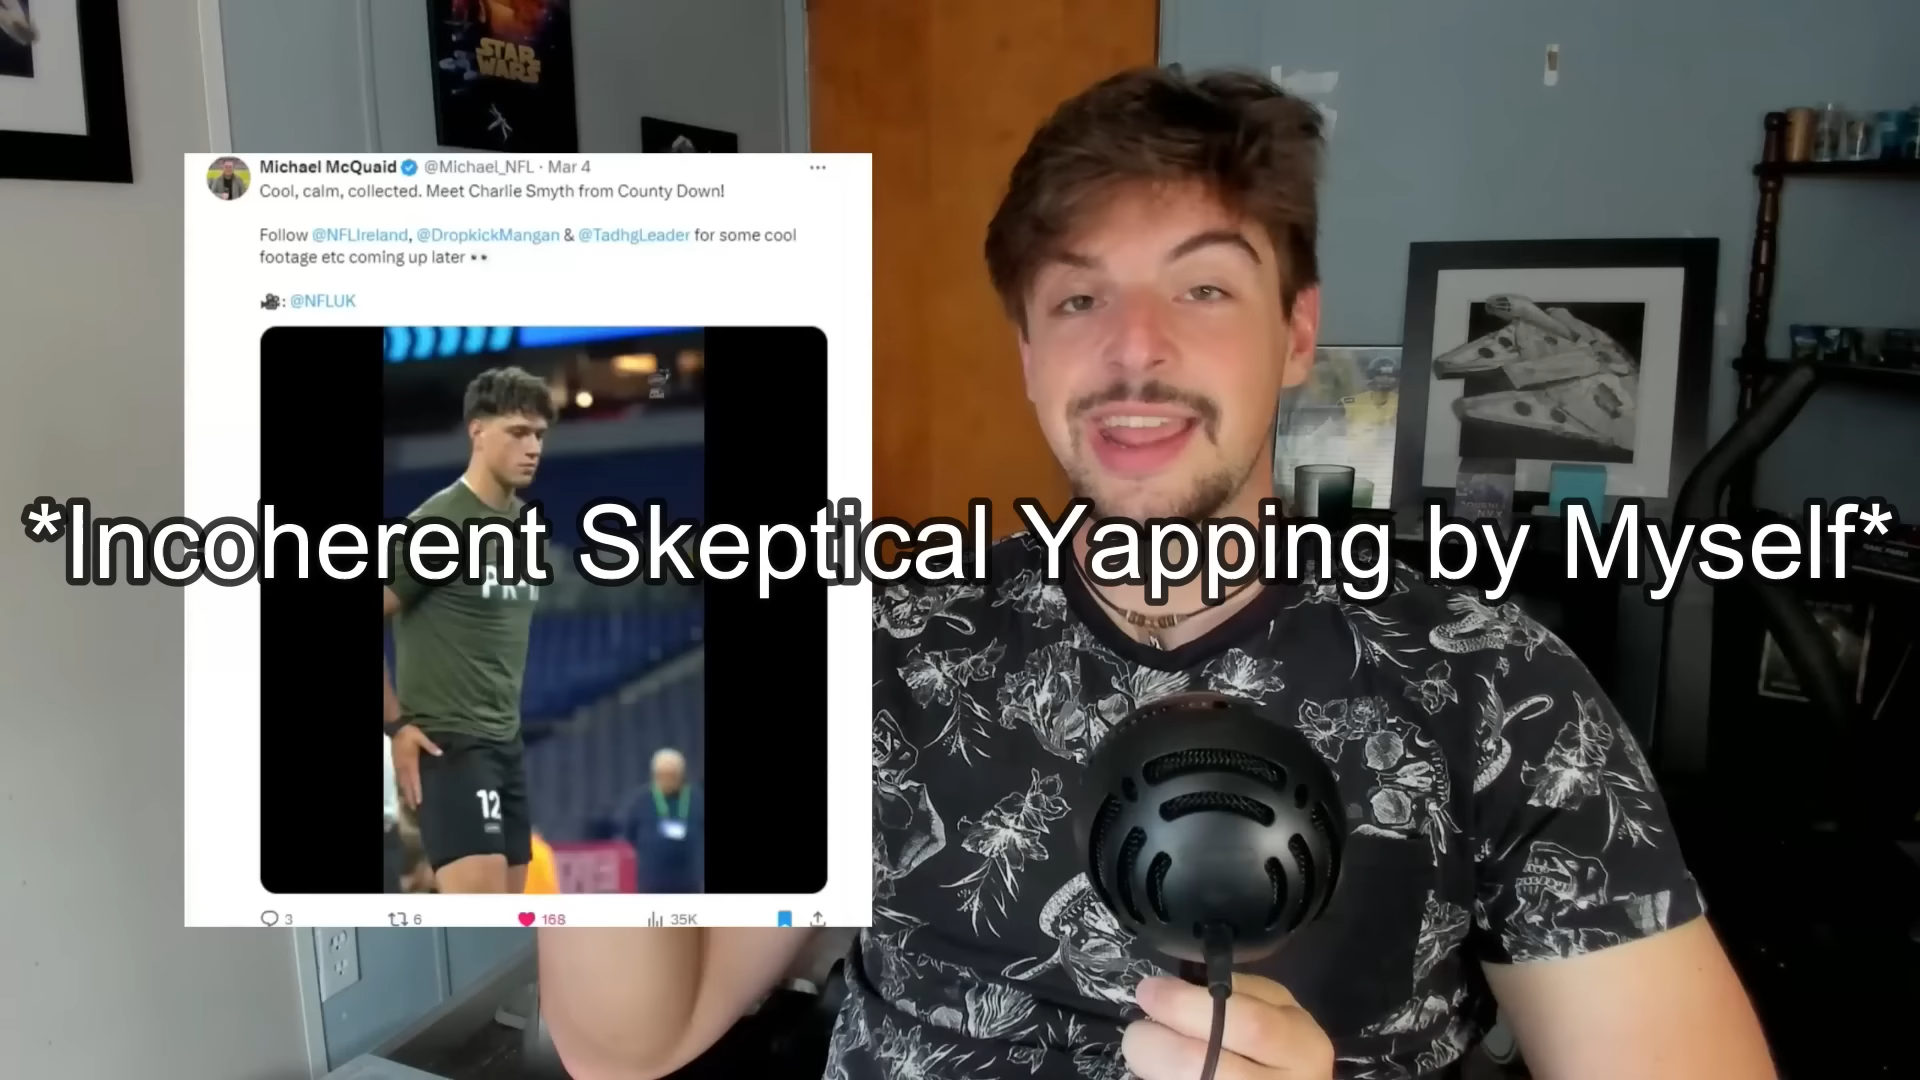 STAR
WARS
Michael McQuaid @Michael_NFL · Mar 4
Cool, calm, collected. Meet Charlie Smyth from County Down!
Follow @NFLIreland, @DropkickMangan & @TadhgLeader for some cool
footage etc coming up later 👀
🎥: @NFLUK
*Incoherent Skeptical Yapping by Myself*
12
3 6 168 35K